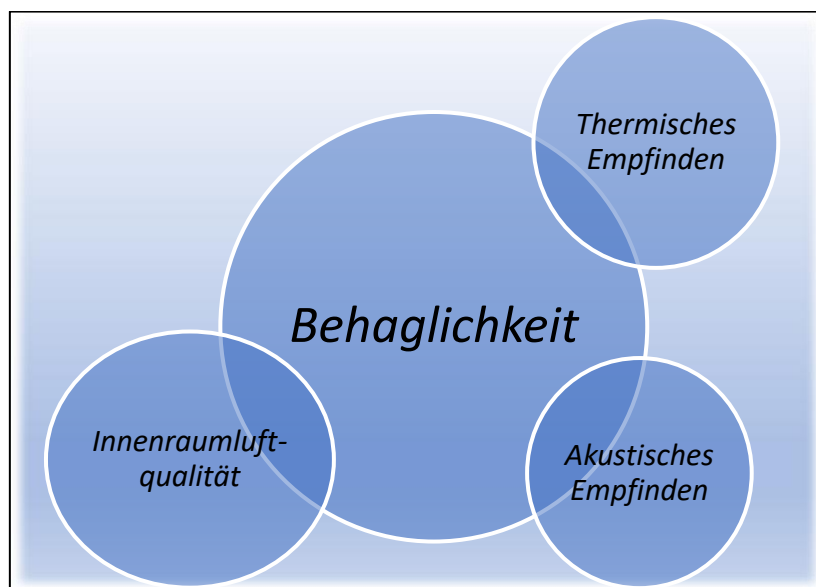 Thermisches
Empfinden
Behaglichkeit
Innenraumluft-
qualität
Akustisches
Empfinden